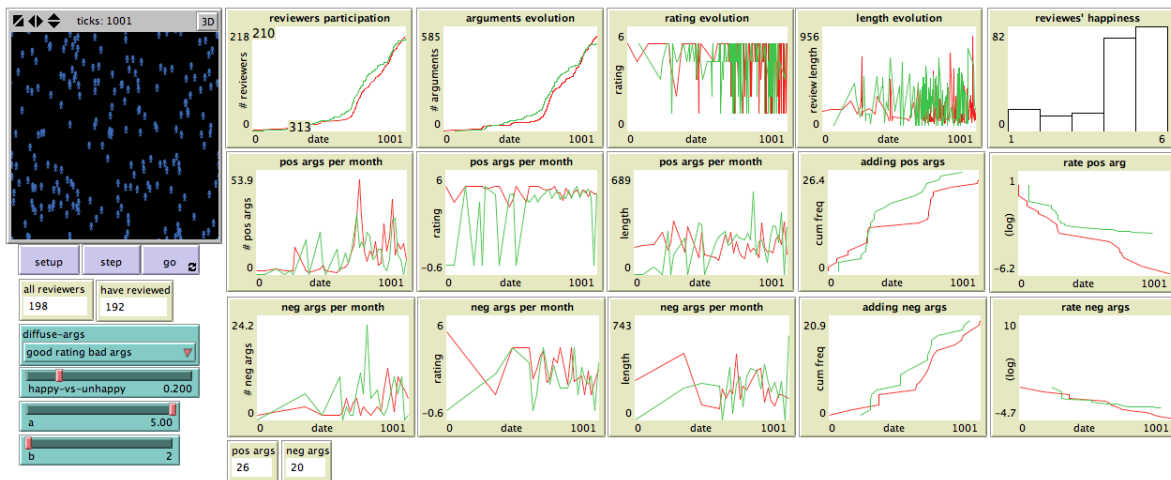 ticks: 1001
3D
setup
step
go
all reviewers
198
have reviewed
192
diffuse-args
good rating bad args
happy-vs-unhappy
0.200
a
5.00
b
2
reviewers participation
218
210
# reviewers
0
313
0
date
1001
arguments evolution
585
# arguments
0
0
date
1001
rating evolution
6
rating
0
0
date
1001
length evolution
956
review length
0
0
date
1001
reviewes' happiness
82
0
1
6
pos args per month
53.9
# pos args
0
0
date
1001
pos args per month
6
rating
-0.6
0
date
1001
pos args per month
689
length
0
0
date
1001
adding pos args
26.4
cum freq
0
0
date
1001
rate pos arg
1
(log)
-6.2
0
date
1001
neg args per month
24.2
# neg args
0
0
date
1001
neg args per month
6
rating
-0.6
0
date
1001
neg args per month
743
length
0
0
date
1001
adding neg args
20.9
cum freq
0
0
date
1001
rate neg args
10
(log)
-4.7
0
date
1001
pos args
26
neg args
20